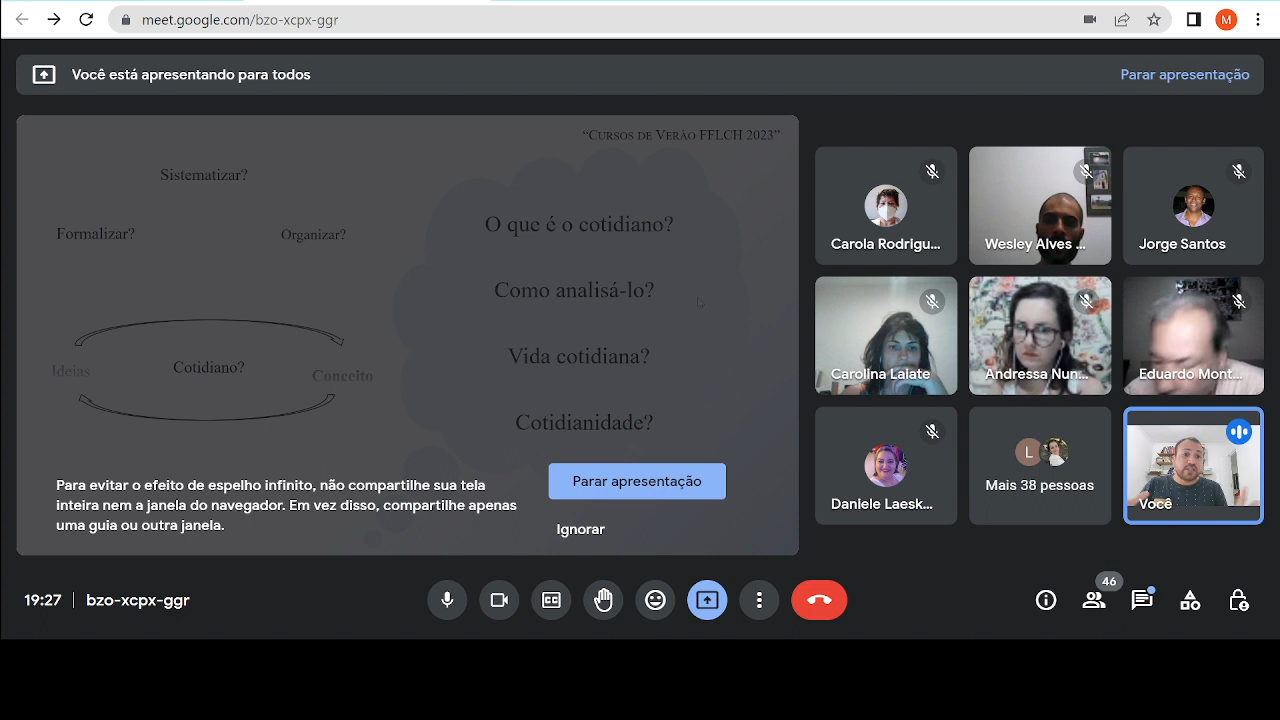 meet.google.com/bzo-xcpx-ggr
M
Você está apresentando para todos
Parar apresentação
“CURSOS DE VERÃO FFLCH 2023”
Sistematizar?
Formalizar?
Organizar?
Ideias
Cotidiano?
Conceito
O que é o cotidiano?
Como analisá-lo?
Vida cotidiana?
Cotidianidade?
Para evitar o efeito de espelho infinito, não compartilhe sua tela
inteira nem a janela do navegador. Em vez disso, compartilhe apenas
uma guia ou outra janela.
Parar apresentação
Ignorar
Carola Rodrigu...
Wesley Alves ...
Jorge Santos
Carolina Laiate
Andressa Nun...
Eduardo Mont...
Daniele Laesk...
L
Mais 38 pessoas
Você
19:27
bzo-xcpx-ggr
46